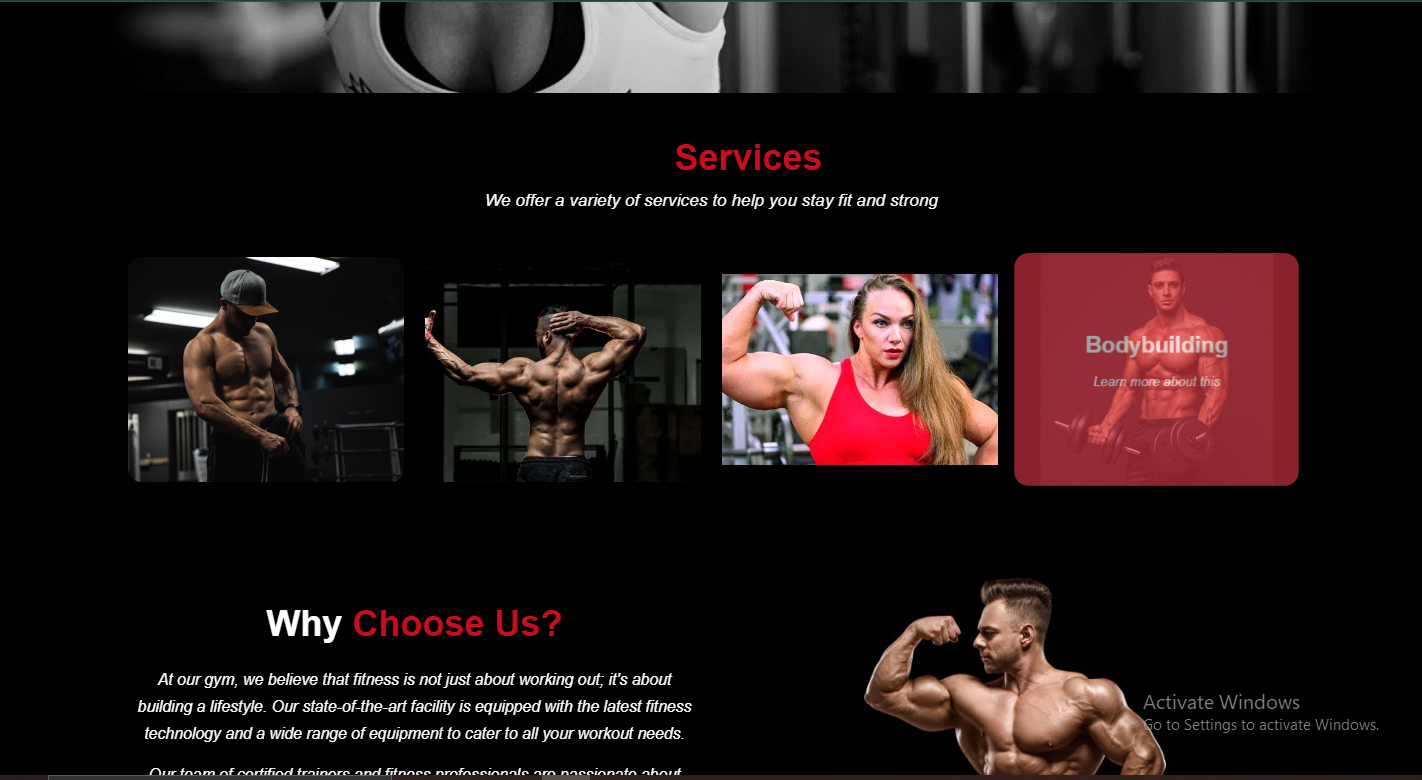 Services
We offer a variety of services to help you stay fit and strong
Bodybuilding
Learn more about this
Why Choose Us?
At our gym, we believe that fitness is not just about working out; it's about
building a lifestyle. Our state-of-the-art facility is equipped with the latest fitness
technology and a wide range of equipment to cater to all your workout needs.
Our team of certified trainers and fitness professionals are passionate about
Activate Windows
Go to Settings to activate Windows.